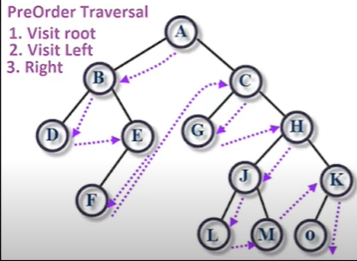 PreOrder Traversal
1. Visit root
2. Visit Left
3. Right
A
B
C
D
E
G
H
F
J
K
L
M
O